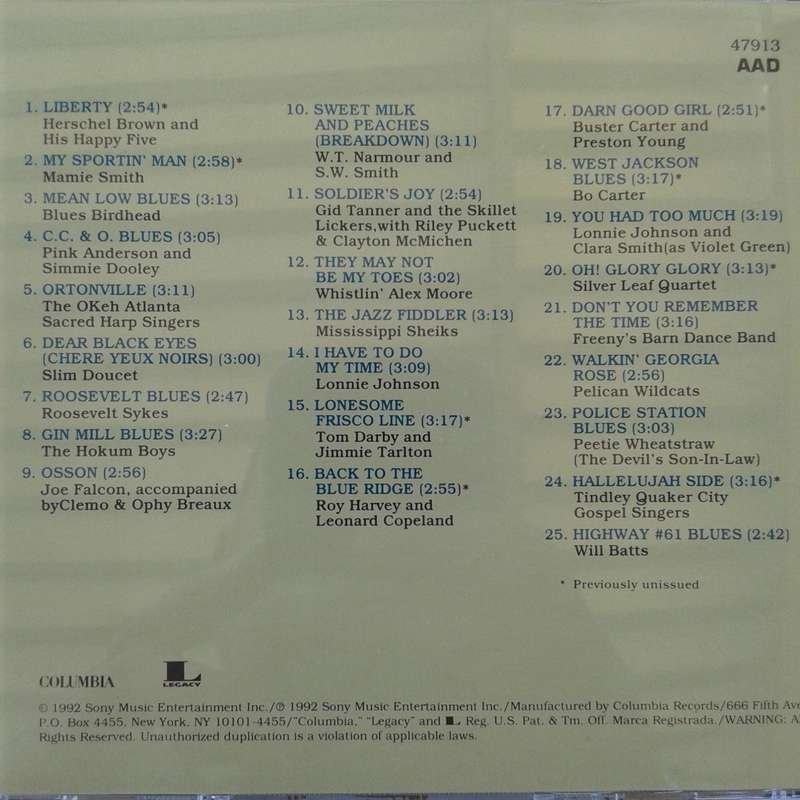 47913
AAD
1. LIBERTY (2:54)*
Herschel Brown and
His Happy Five
2. MY SPORTIN' MAN (2:58)*
Mamie Smith
3. MEAN LOW BLUES (3:13)
Blues Birdhead
4. C.C. & O. BLUES (3:05)
Pink Anderson and
Simmie Dooley
5. ORTONVILLE (3:11)
The OKeh Atlanta
Sacred Harp Singers
6. DEAR BLACK EYES
(CHERE YEUX NOIRS) (3:00)
Slim Doucet
7. ROOSEVELT BLUES (2:47)
Roosevelt Sykes
8. GIN MILL BLUES (3:27)
The Hokum Boys
9. OSSON (2:56)
Joe Falcon, accompanied
byClemo & Ophy Breaux
10. SWEET MILK
AND PEACHES
(BREAKDOWN) (3:11)
W.T. Narmour and
S.W. Smith
11. SOLDIER'S JOY (2:54)
Gid Tanner and the Skillet
Lickers,with Riley Puckett
& Clayton McMichen
12. THEY MAY NOT
BE MY TOES (3:02)
Whistlin' Alex Moore
13. THE JAZZ FIDDLER (3:13)
Mississippi Sheiks
14. I HAVE TO DO
MY TIME (3:09)
Lonnie Johnson
15. LONESOME
FRISCO LINE (3:17)*
Tom Darby and
Jimmie Tarlton
16. BACK TO THE
BLUE RIDGE (2:55)*
Roy Harvey and
Leonard Copeland
17. DARN GOOD GIRL (2:51)*
Buster Carter and
Preston Young
18. WEST JACKSON
BLUES (3:17)*
Bo Carter
19. YOU HAD TOO MUCH (3:19)
Lonnie Johnson and
Clara Smith(as Violet Green)
20. OH! GLORY GLORY (3:13)*
Silver Leaf Quartet
21. DON'T YOU REMEMBER
THE TIME (3:16)
Freeny's Barn Dance Band
22. WALKIN' GEORGIA
ROSE (2:56)
Pelican Wildcats
23. POLICE STATION
BLUES (3:03)
Peetie Wheatstraw
(The Devil's Son-In-Law)
24. HALLELUJAH SIDE (3:16)*
Tindley Quaker City
Gospel Singers
25. HIGHWAY #61 BLUES (2:42)
Will Batts
* Previously unissued
COLUMBIA
L
LEGACY
© 1992 Sony Music Entertainment Inc./℗ 1992 Sony Music Entertainment Inc./Manufactured by Columbia Records/666 Fifth Ave
P.O. Box 4455, New York, NY 10101-4455/"Columbia," "Legacy" and L Reg. U.S. Pat. & Tm. Off. Marca Registrada./WARNING: A
Rights Reserved. Unauthorized duplication is a violation of applicable laws.